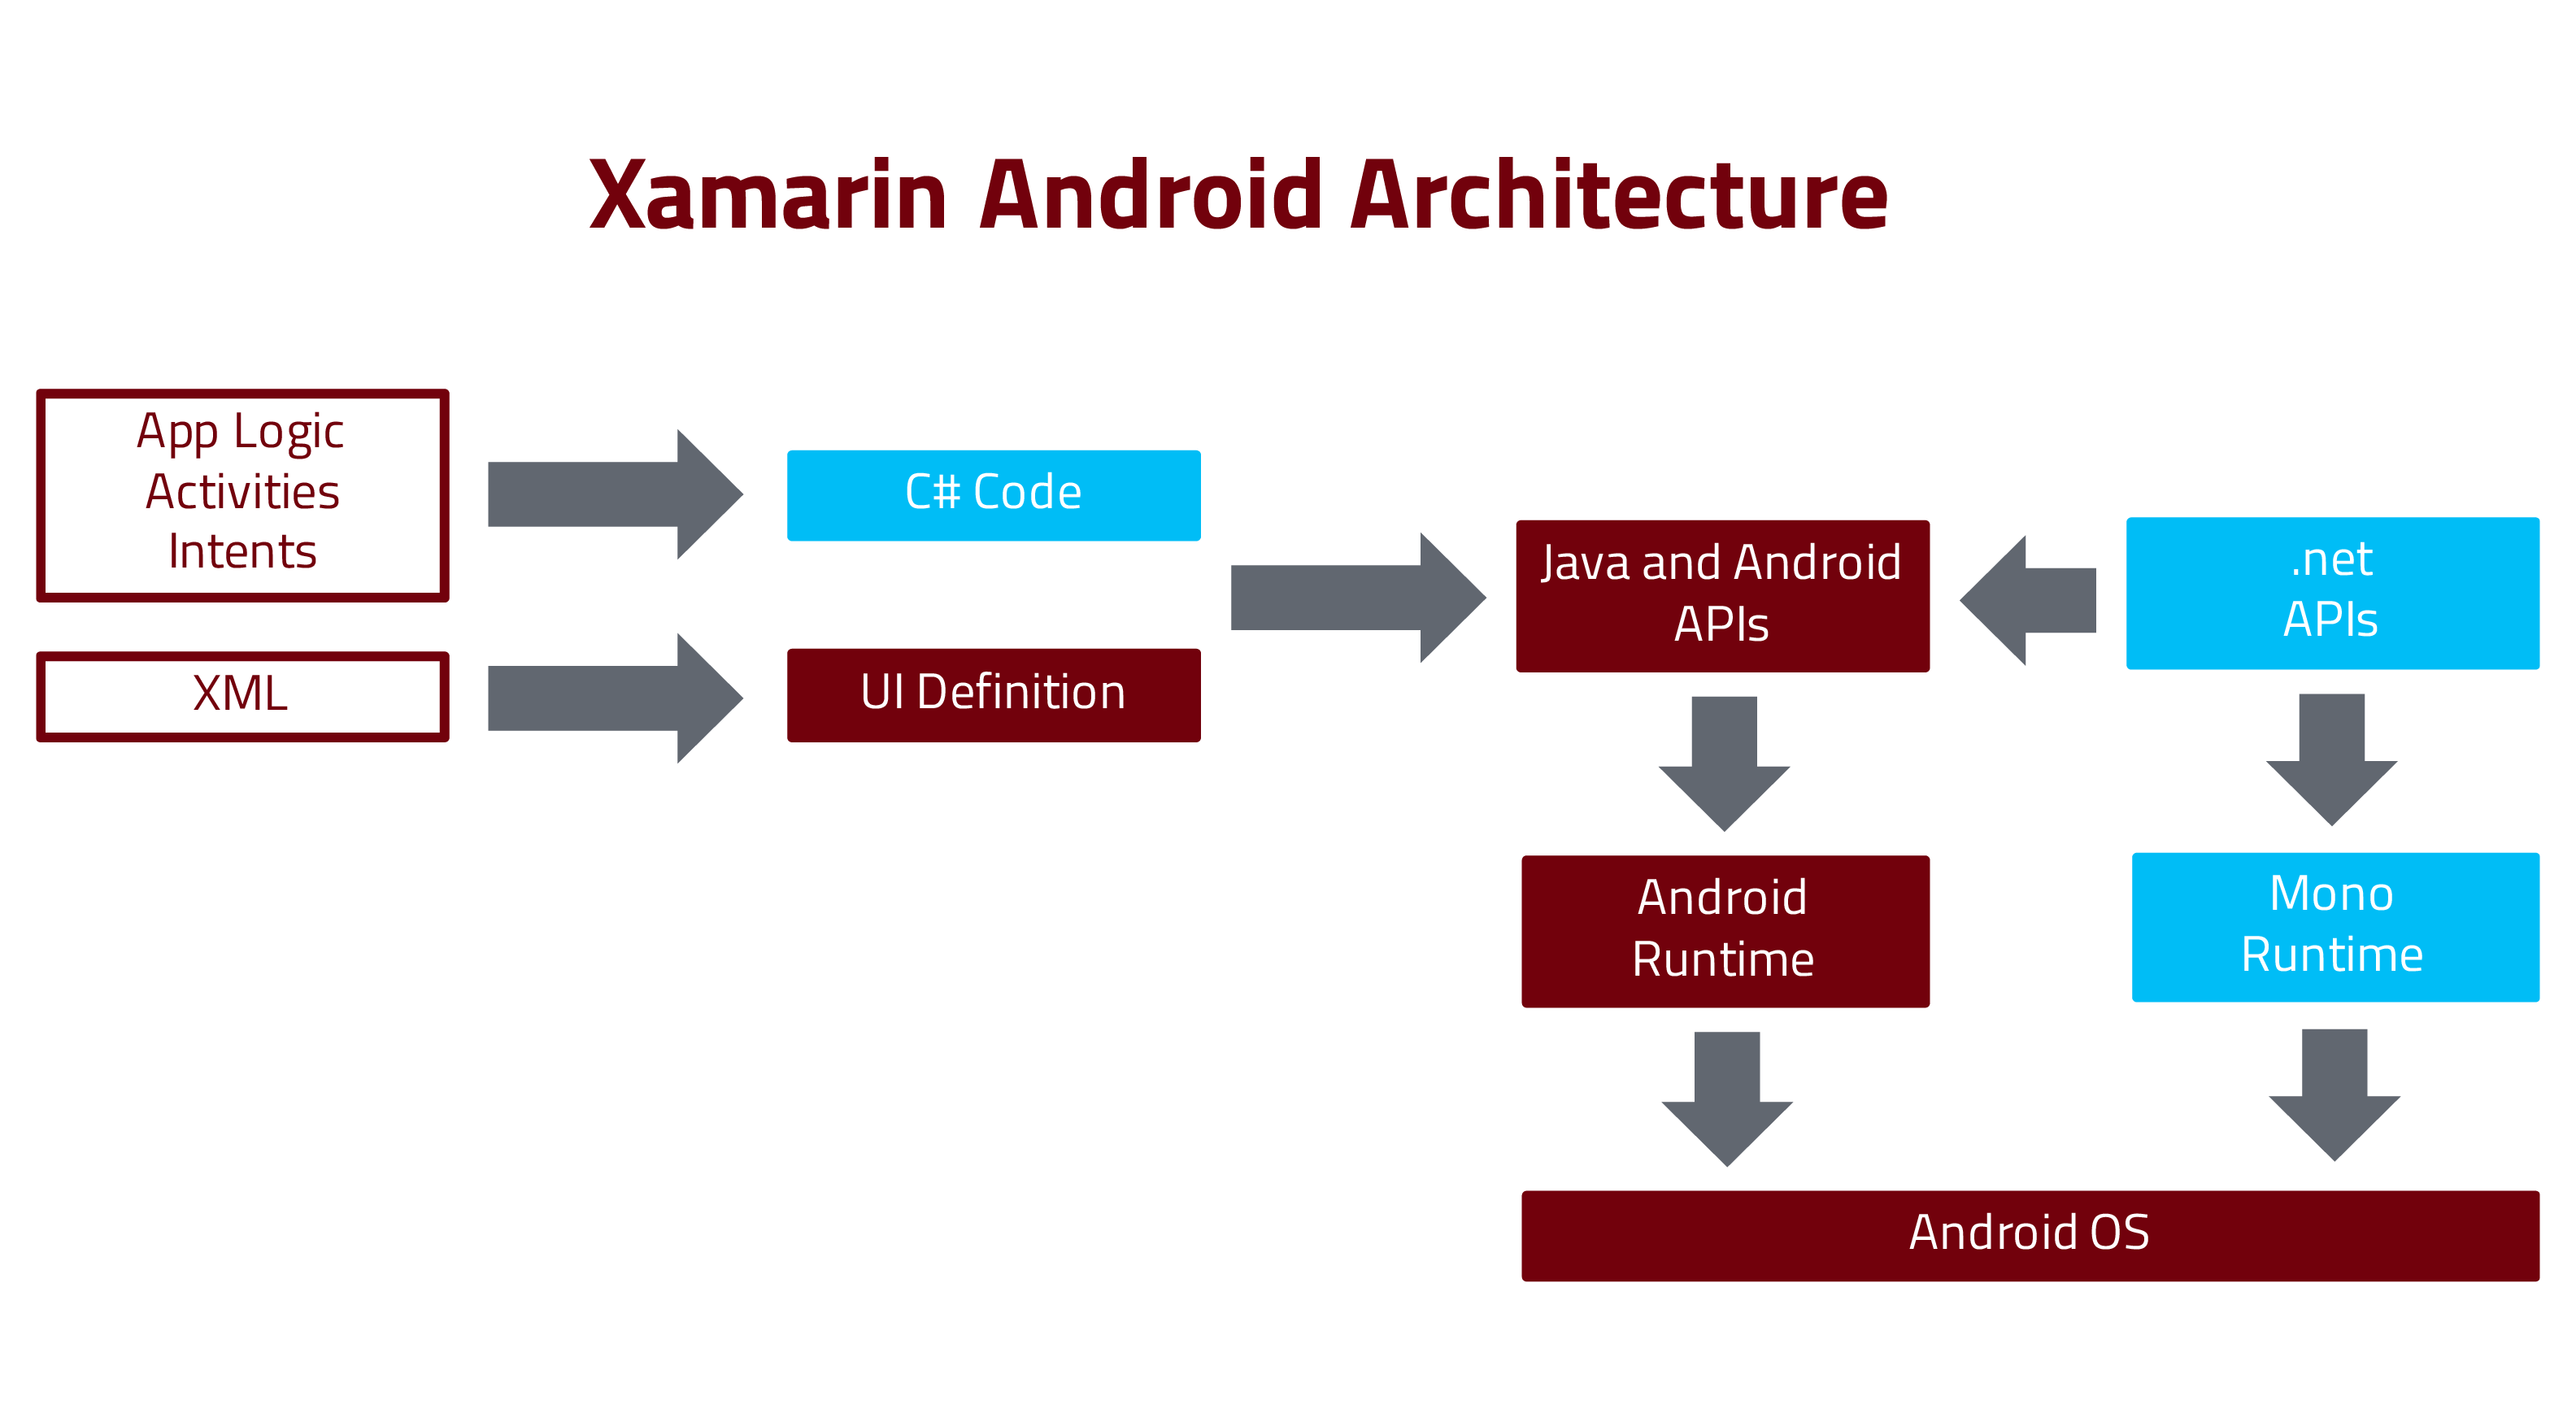 Xamarin Android Architecture
App Logic
Activities
Intents
XML
C# Code
UI Definition
Java and Android
APIs
.net
APIs
Android
Runtime
Mono
Runtime
Android OS